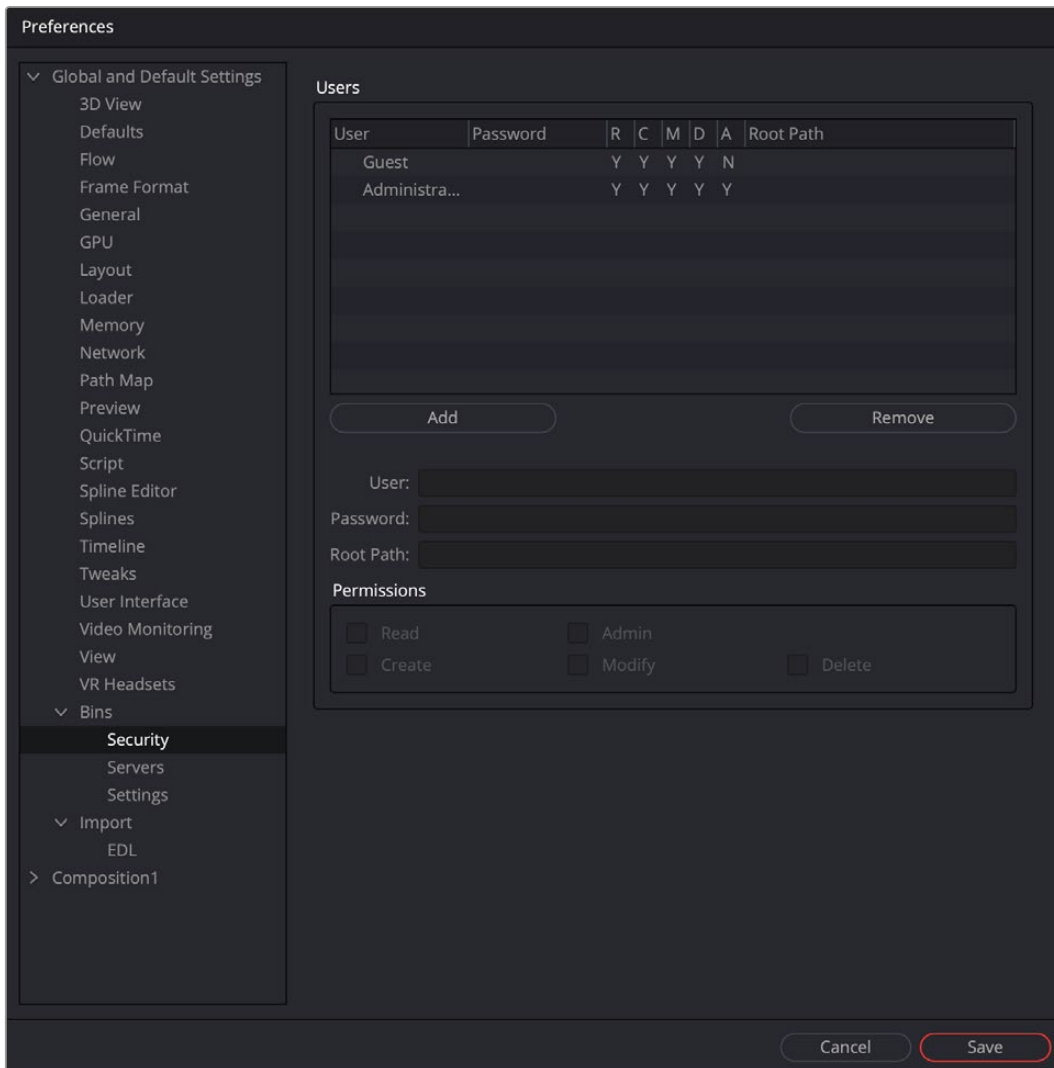 Preferences
Global and Default Settings
3D View
Defaults
Flow
Frame Format
General
GPU
Layout
Loader
Memory
Network
Path Map
Preview
QuickTime
Script
Spline Editor
Splines
Timeline
Tweaks
User Interface
Video Monitoring
View
VR Headsets
Bins
Security
Servers
Settings
Import
EDL
Composition1
Users
User Password R C M D A Root Path
Guest Y Y Y Y N
Administra... Y Y Y Y Y
Add Remove
User:
Password:
Root Path:
Permissions
Read Admin
Create Modify Delete
Cancel Save